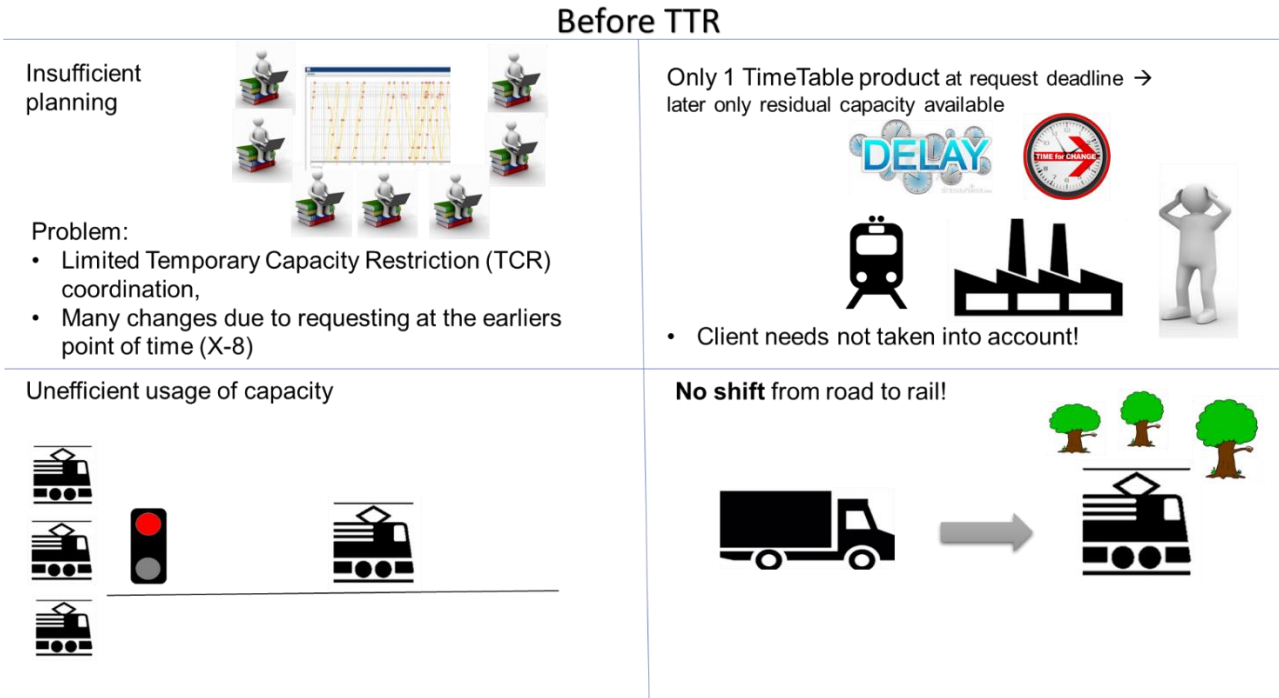 Before TTR
Insufficient
planning
Problem:
• Limited Temporary Capacity Restriction (TCR)
coordination,
• Many changes due to requesting at the earliers
point of time (X-8)
Only 1 TimeTable product at request deadline →
later only residual capacity available
DELAY
TIME for CHANGE
• Client needs not taken into account!
Unefficient usage of capacity
No shift from road to rail!